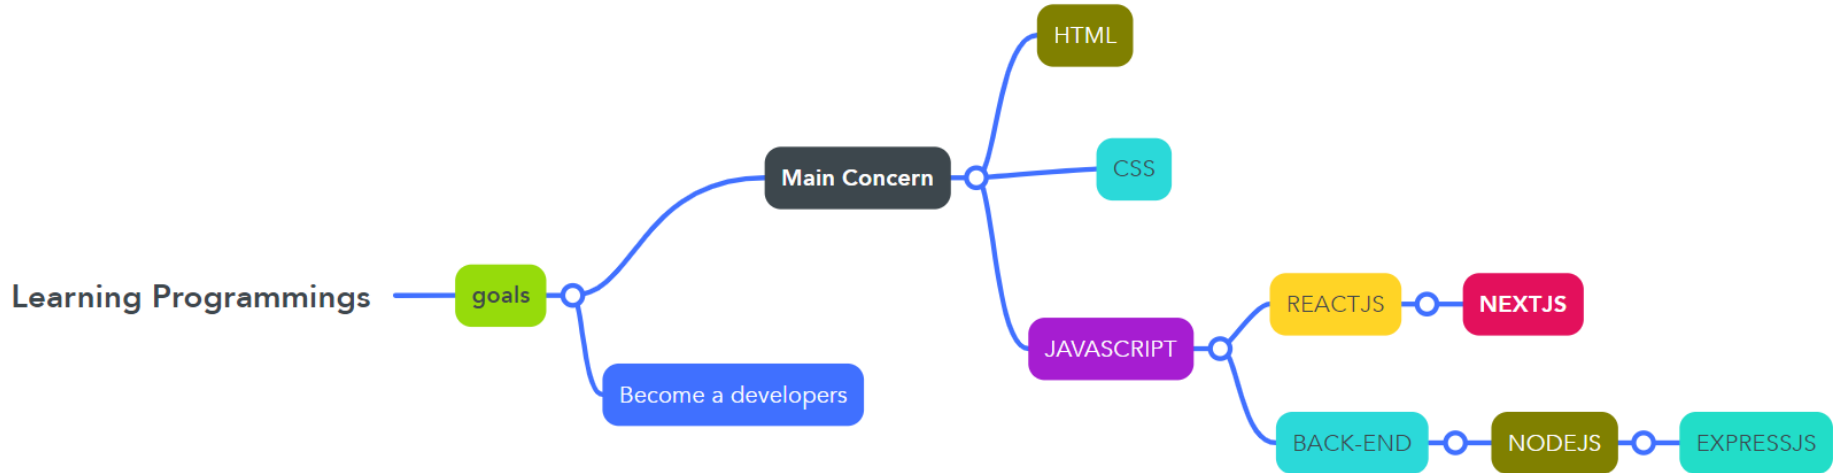 Learning Programmings
goals
Main Concern
HTML
CSS
JAVASCRIPT
REACTJS
NEXTJS
BACK-END
NODEJS
EXPRESSJS
Become a developers